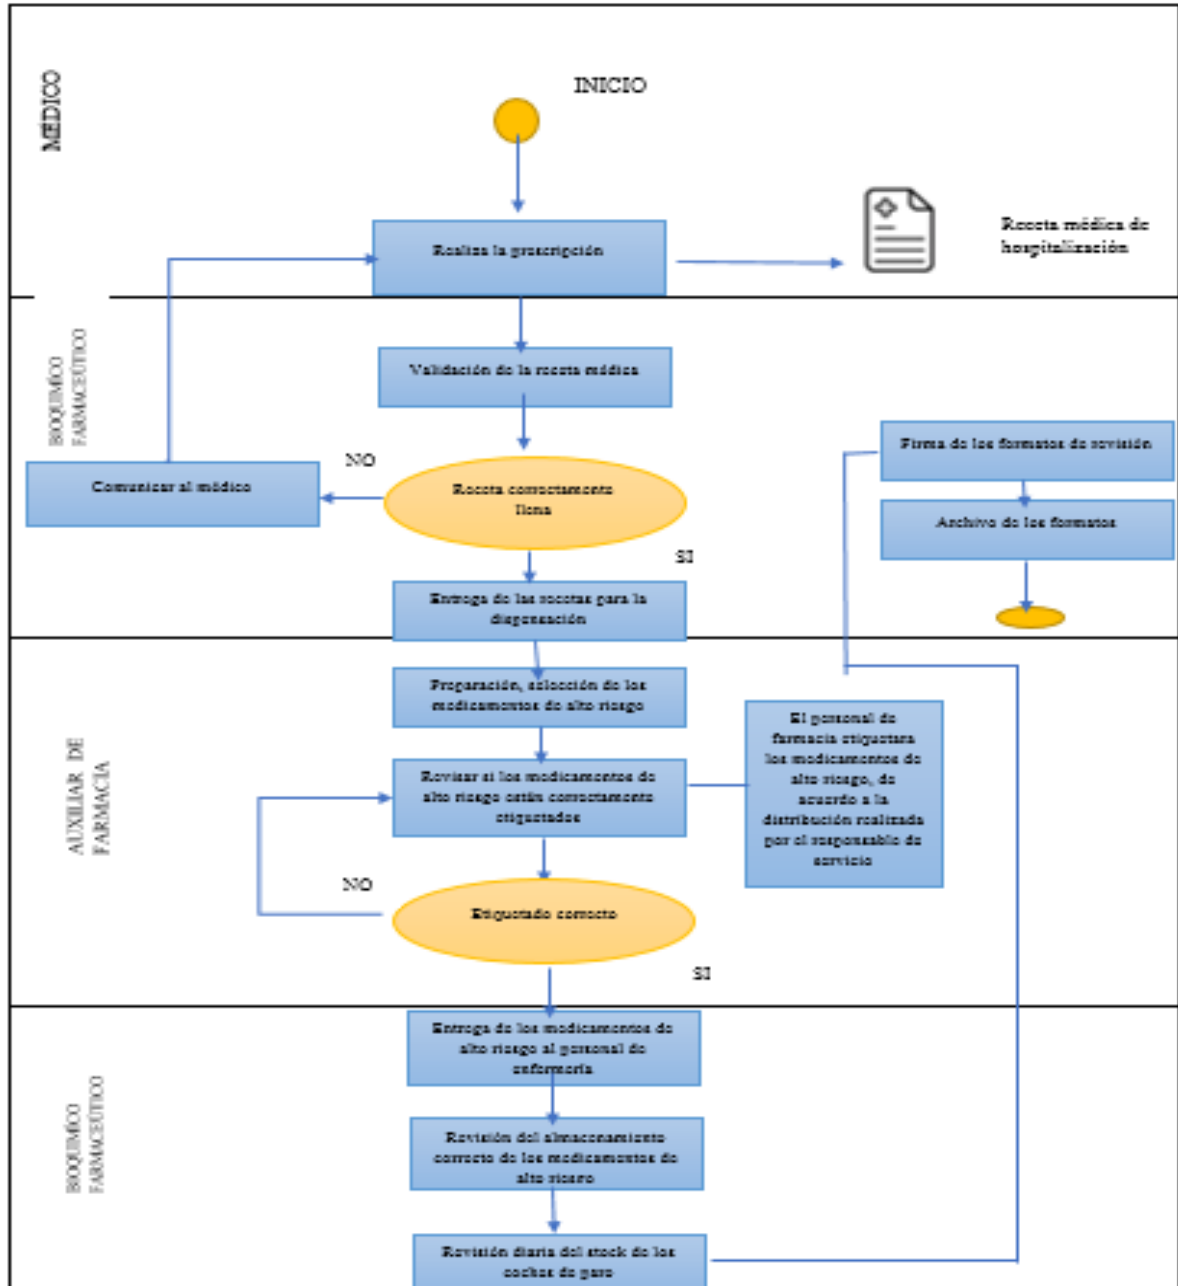 MÉDICO
INICIO
Realiza la prescripción
Receta médica de
hospitalización
BIOQUIMÍCO
FARMACEÚTICO
Validación de la receta médica
Firma de los formatos de revisión
NO
Comunicar al médico
Receta correctamente
llena
Archivo de los formatos
SI
Entrega de las recetas para la
dispensación
AUXILIAR DE
FARMACIA
Preparación, selección de los
medicamentos de alto riesgo
El personal de
farmacia etiquetara
los medicamentos de
alto riesgo, de
acuerdo a la
distribución realizada
por el responsable de
servicio
Revisar si los medicamentos de
alto riesgo están correctamente
etiquetados
NO
Etiquetado correcto
SI
BIOQUIMÍCO
FARMACEÚTICO
Entrega de los medicamentos de
alto riesgo al personal de
enfermería
Revisión del almacenamiento
correcto de los medicamentos de
alto riesgo
Revisión diaria del stock de los
coches de paro